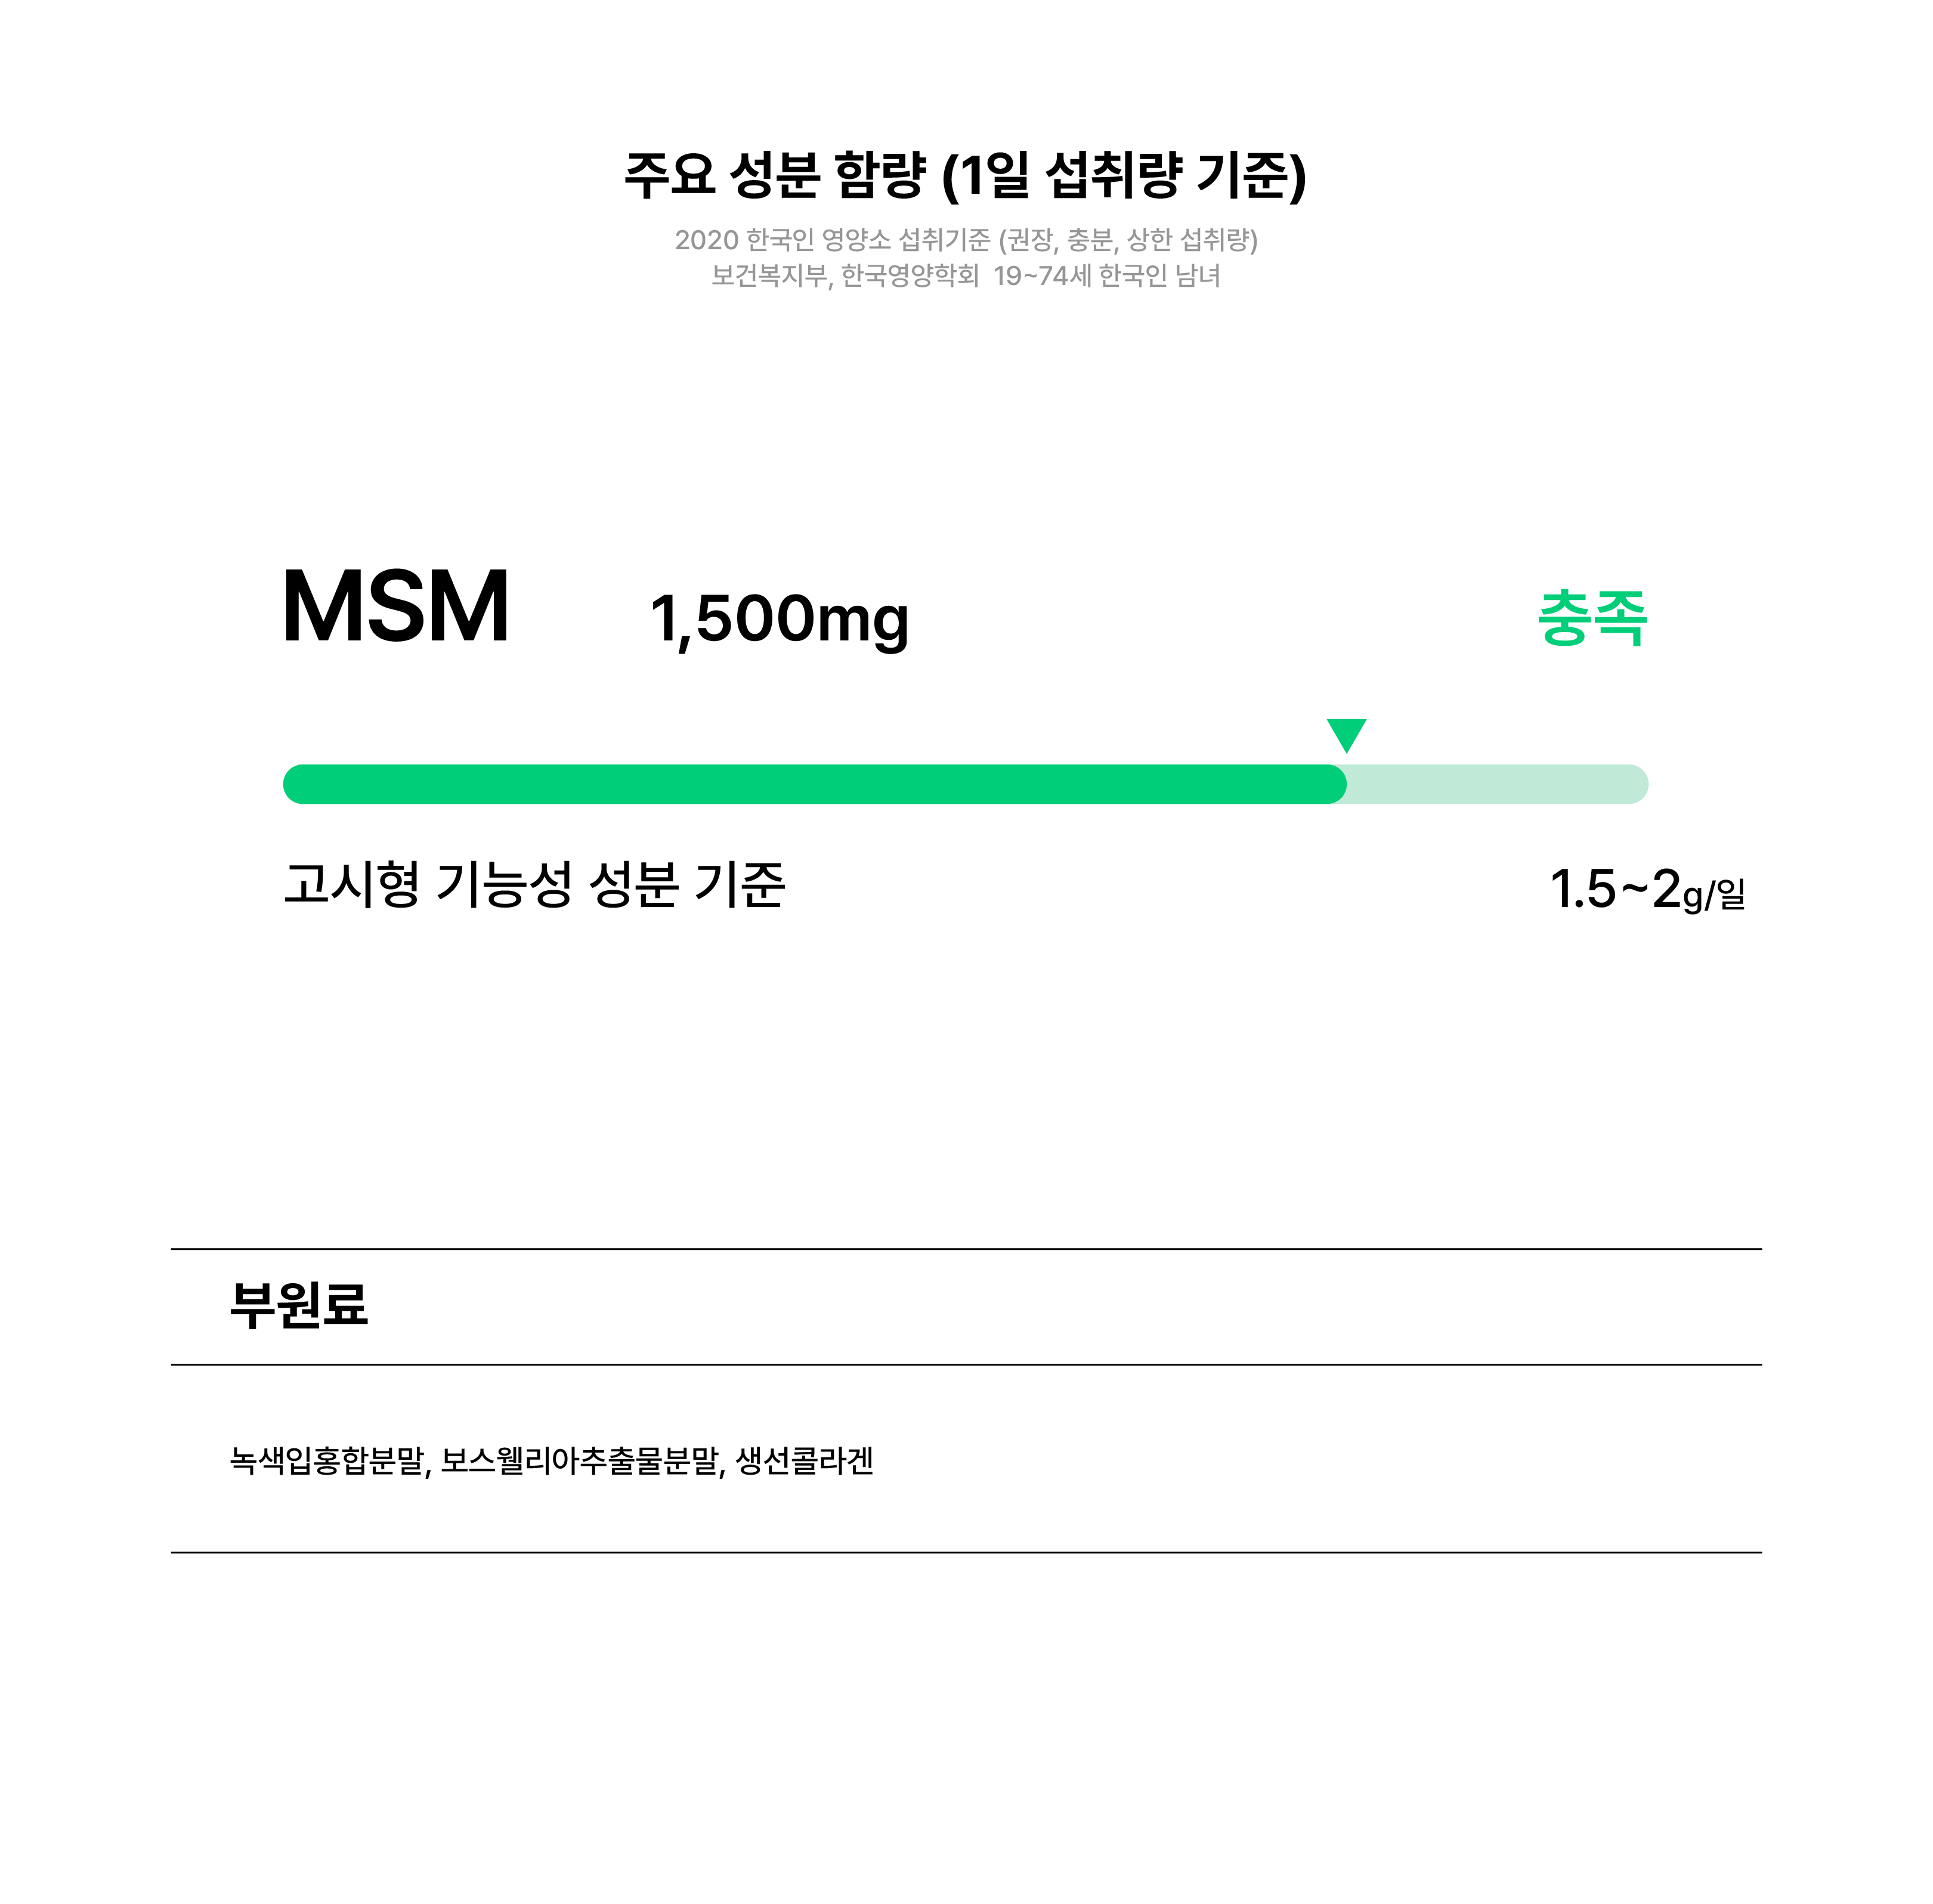 주요 성분 함량 (1일 섭취량 기준)
2020 한국인 영양소 섭취기준 (권장, 충분, 상한 섭취량)
보건복지부, 한국영양학회 19~74세 한국인 남녀
MSM 1,500mg 충족
고시형 기능성 성분 기준 1.5~2g/일
부원료
녹색입홍합분말, 보스웰리아추출물분말, 생선콜라겐